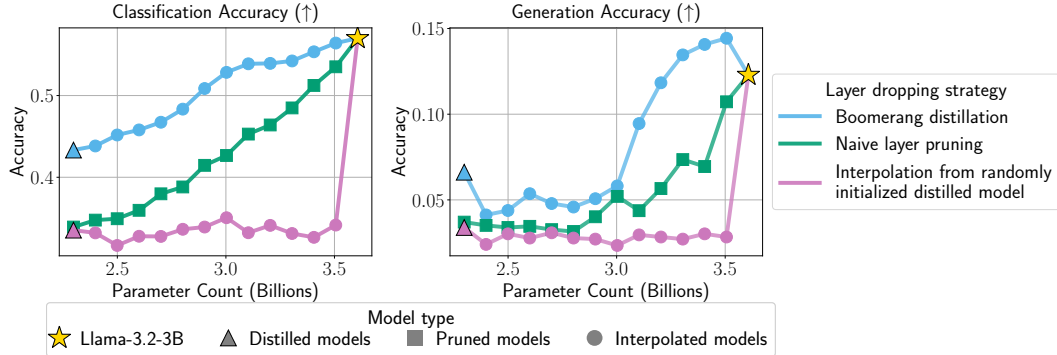 Classification Accuracy (↑)
Accuracy
0.5
0.4
2.5
3.0
3.5
Parameter Count (Billions)
Generation Accuracy (↑)
Accuracy
0.15
0.10
0.05
2.5
3.0
3.5
Parameter Count (Billions)
Layer dropping strategy
Boomerang distillation
Naive layer pruning
Interpolation from randomly
initialized distilled model
Model type
Llama-3.2-3B
Distilled models
Pruned models
Interpolated models